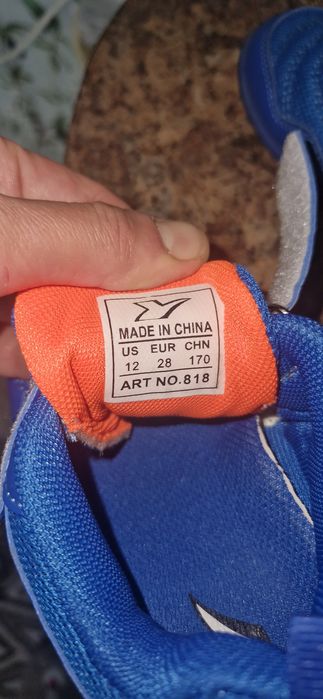 MADE IN CHINA
US EUR CHN
12 28 170
ART NO.818